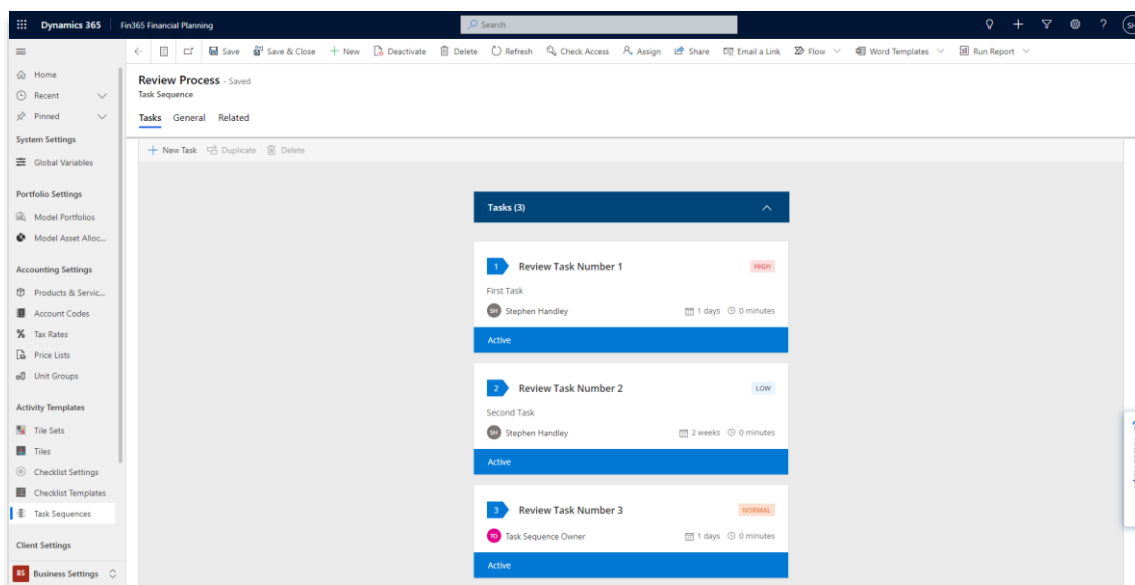 Dynamics 365 Fin365 Financial Planning Search SH
Save Save & Close New Deactivate Delete Refresh Check Access Assign Share Email a Link Flow Word Templates Run Report
Home
Recent
Pinned
System Settings
Global Variables
Portfolio Settings
Model Portfolios
Model Asset Alloc...
Accounting Settings
Products & Servic...
Account Codes
Tax Rates
Price Lists
Unit Groups
Activity Templates
Tile Sets
Tiles
Checklist Settings
Checklist Templates
Task Sequences
Client Settings
BS Business Settings
Review Process - Saved
Task Sequence
Tasks General Related
New Task Duplicate Delete
Tasks (3)
1 Review Task Number 1 HIGH
First Task
SH Stephen Handley 1 days 0 minutes
Active
2 Review Task Number 2 LOW
Second Task
SH Stephen Handley 2 weeks 0 minutes
Active
3 Review Task Number 3 NORMAL
TO Task Sequence Owner 1 days 0 minutes
Active